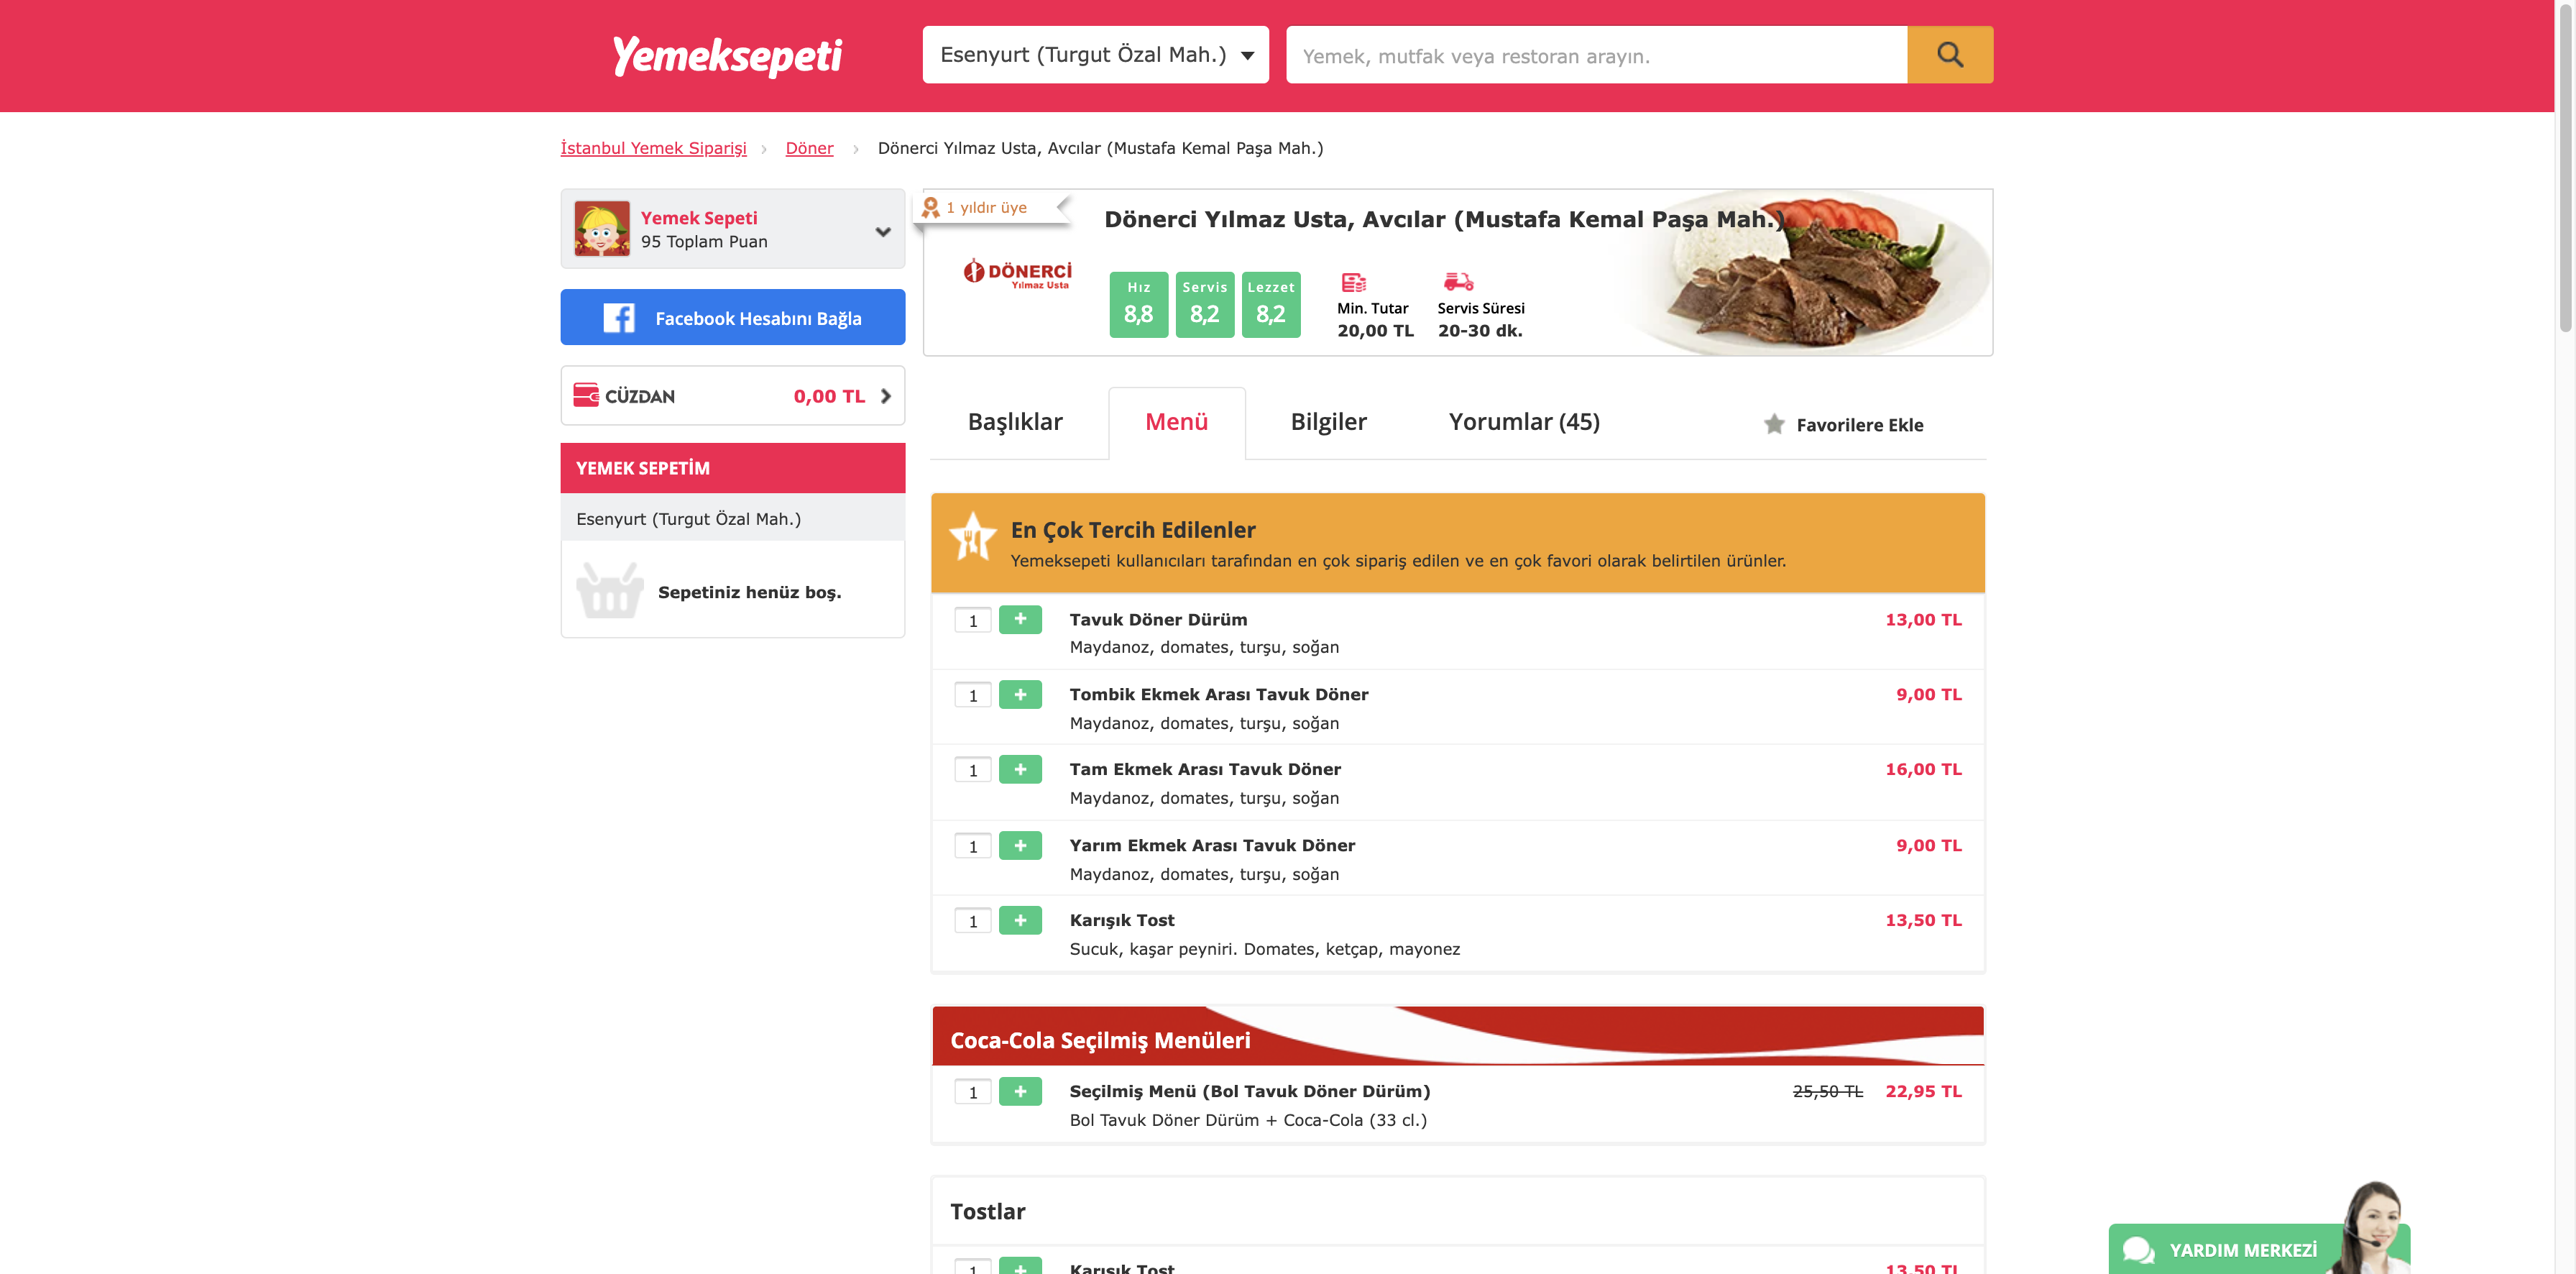 Yemeksepeti
Esenyurt (Turgut Özal Mah.)
Yemek, mutfak veya restoran arayın.
İstanbul Yemek Siparişi > Döner > Dönerci Yılmaz Usta, Avcılar (Mustafa Kemal Paşa Mah.)
Yemek Sepeti
95 Toplam Puan
Facebook Hesabını Bağla
CÜZDAN 0,00 TL
YEMEK SEPETİM
Esenyurt (Turgut Özal Mah.)
Sepetiniz henüz boş.
1 yıldır üye
Dönerci Yılmaz Usta, Avcılar (Mustafa Kemal Paşa Mah.)
DÖNERCİ
Yılmaz Usta
Hız Servis Lezzet
8,8 8,2 8,2
Min. Tutar Servis Süresi
20,00 TL 20-30 dk.
Başlıklar Menü Bilgiler Yorumlar (45) Favorilere Ekle
En Çok Tercih Edilenler
Yemeksepeti kullanıcıları tarafından en çok sipariş edilen ve en çok favori olarak belirtilen ürünler.
1 + Tavuk Döner Dürüm 13,00 TL
Maydanoz, domates, turşu, soğan
1 + Tombik Ekmek Arası Tavuk Döner 9,00 TL
Maydanoz, domates, turşu, soğan
1 + Tam Ekmek Arası Tavuk Döner 16,00 TL
Maydanoz, domates, turşu, soğan
1 + Yarım Ekmek Arası Tavuk Döner 9,00 TL
Maydanoz, domates, turşu, soğan
1 + Karışık Tost 13,50 TL
Sucuk, kaşar peyniri. Domates, ketçap, mayonez
Coca-Cola Seçilmiş Menüleri
1 + Seçilmiş Menü (Bol Tavuk Döner Dürüm) 25,50 TL 22,95 TL
Bol Tavuk Döner Dürüm + Coca-Cola (33 cl.)
Tostlar
1 + Karışık Tost 13,50 TL
YARDIM MERKEZİ